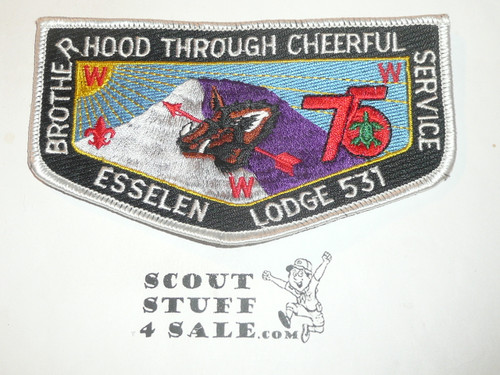 BROTHERHOOD THROUGH CHEERFUL SERVICE
W W
75
W
ESSELEN LODGE 531
SCOUT
STUFF
4 SALE.COM